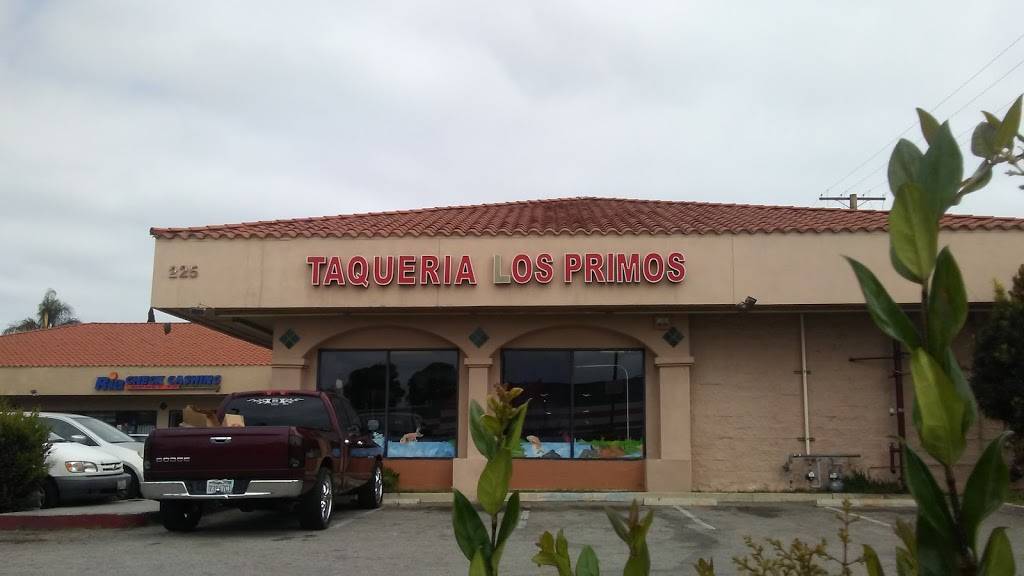 225
TAQUERIA LOS PRIMOS
Ria CHECK CASHING
DODGE